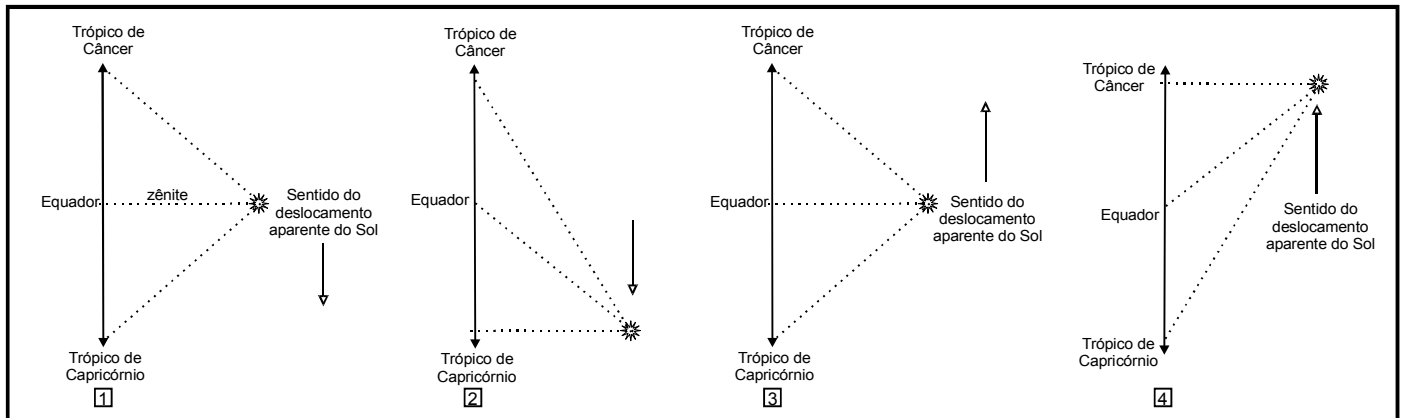 Trópico de
Câncer
Equador
zênite
Sentido do
deslocamento
aparente do Sol
Trópico de
Capricórnio
1
Trópico de
Câncer
Equador
Trópico de
Capricórnio
2
Trópico de
Câncer
Equador
Sentido do
deslocamento
aparente do Sol
Trópico de
Capricórnio
3
Trópico de
Câncer
Equador
Sentido do
deslocamento
aparente do Sol
Trópico de
Capricórnio
4